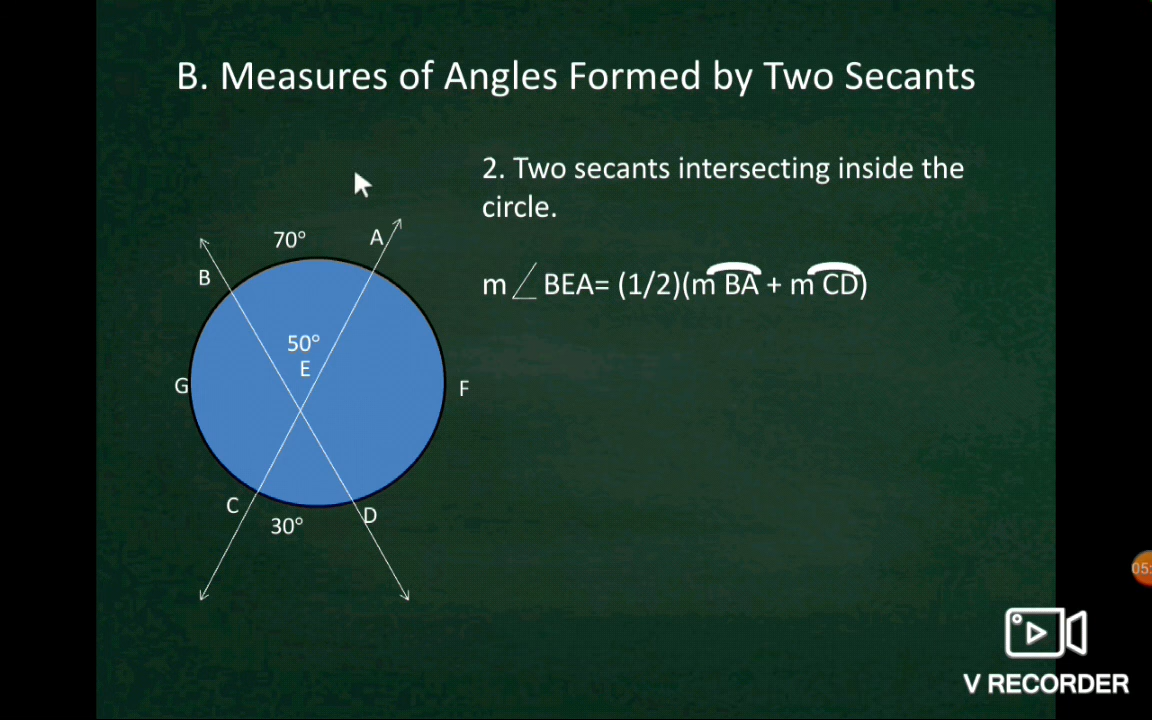 B. Measures of Angles Formed by Two Secants
2. Two secants intersecting inside the
circle.
m∠BEA= (1/2)(m BA + m CD)
70°
A
B
50°
E
G
F
C
D
30°
05:
V RECORDER